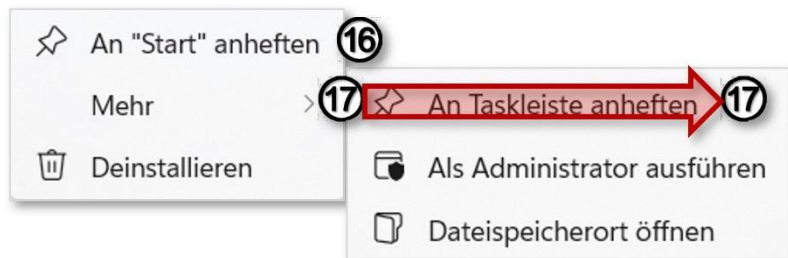 An "Start" anheften ⑯
Mehr > ⑰
Deinstallieren
An Taskleiste anheften ⑰
Als Administrator ausführen
Dateispeicherort öffnen